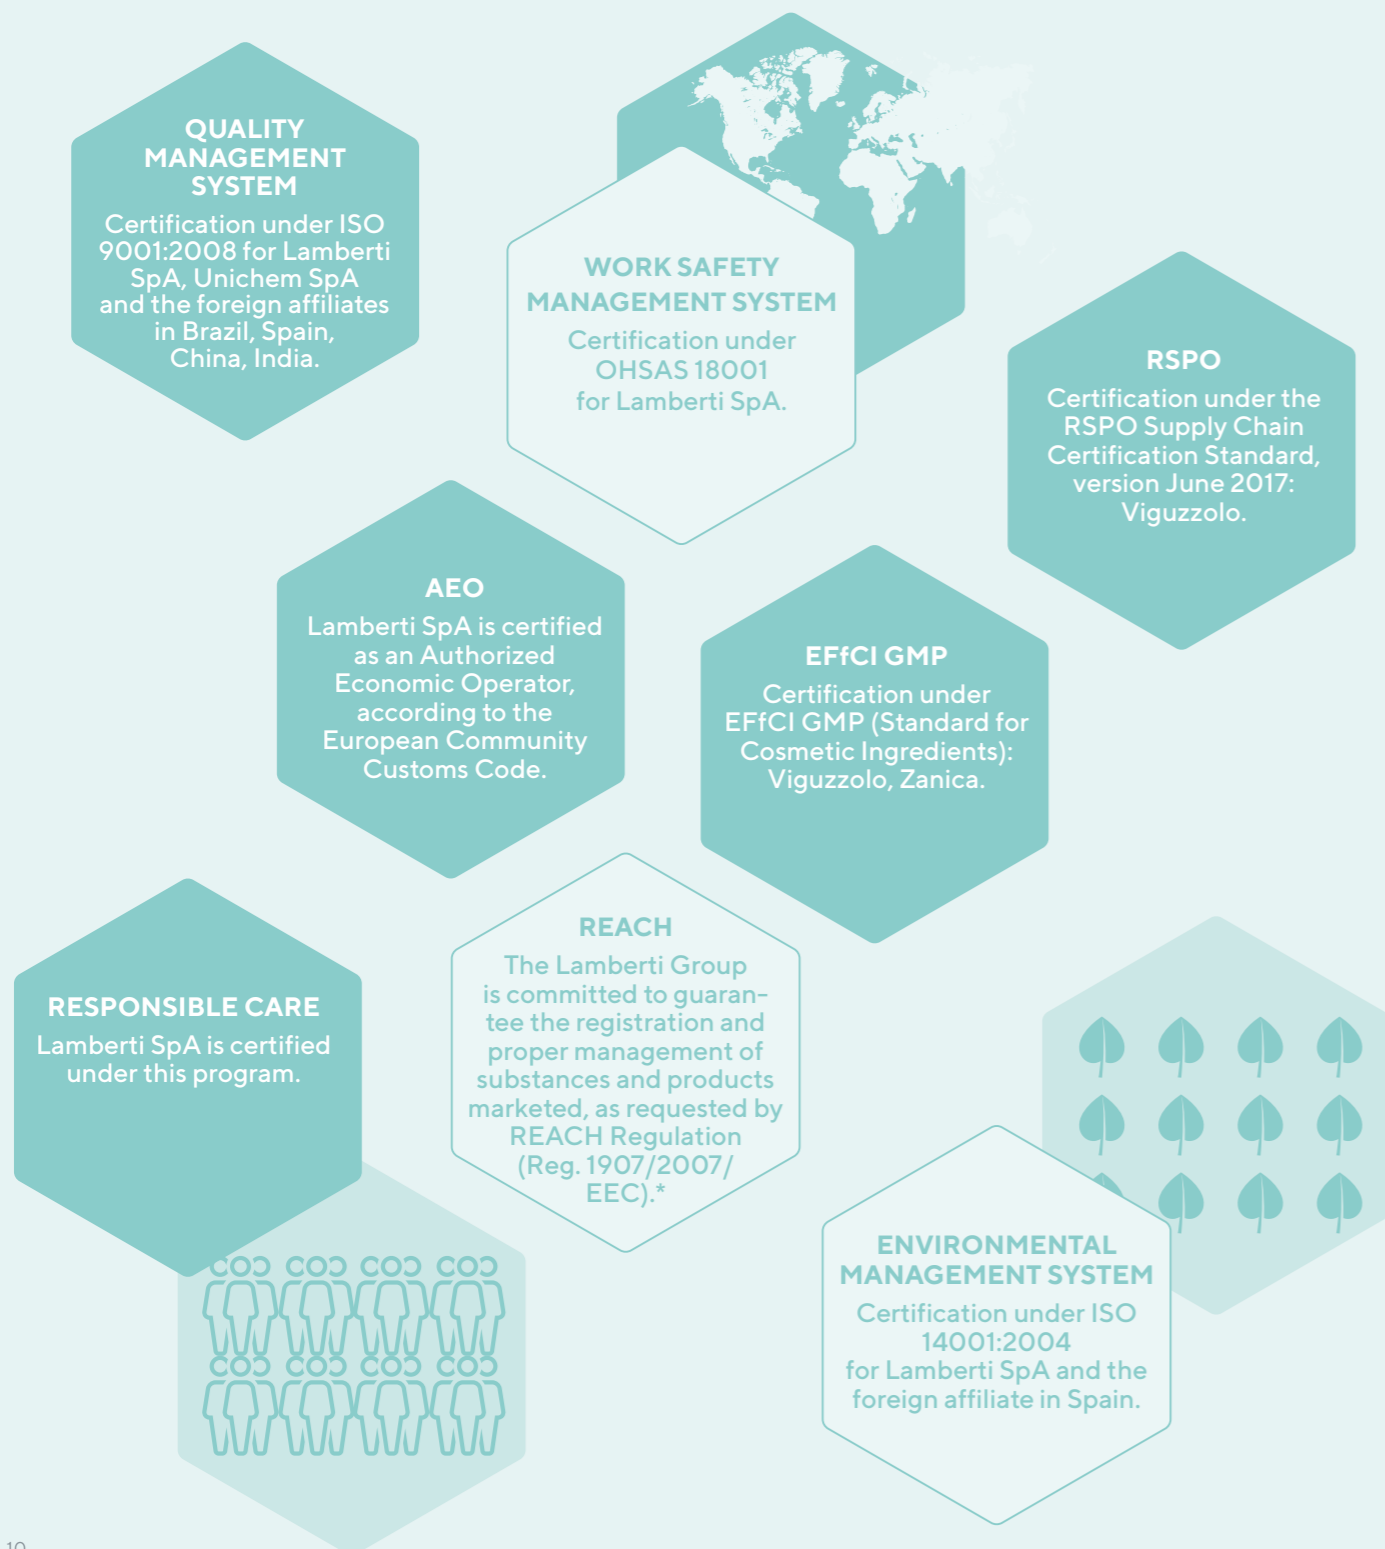 QUALITY
MANAGEMENT
SYSTEM
Certification under ISO
9001:2008 for Lamberti
SpA, Unichem SpA
and the foreign affiliates
in Brazil, Spain,
China, India.
WORK SAFETY
MANAGEMENT SYSTEM
Certification under
OHSAS 18001
for Lamberti SpA.
RSPO
Certification under the
RSPO Supply Chain
Certification Standard,
version June 2017:
Viguzzolo.
AEO
Lamberti SpA is certified
as an Authorized
Economic Operator,
according to the
European Community
Customs Code.
EFfCI GMP
Certification under
EFfCI GMP (Standard for
Cosmetic Ingredients):
Viguzzolo, Zanica.
RESPONSIBLE CARE
Lamberti SpA is certified
under this program.
REACH
The Lamberti Group
is committed to guaran-
tee the registration and
proper management of
substances and products
marketed, as requested by
REACH Regulation
(Reg. 1907/2007/
EEC).*
ENVIRONMENTAL
MANAGEMENT SYSTEM
Certification under ISO
14001:2004
for Lamberti SpA and the
foreign affiliate in Spain.
10